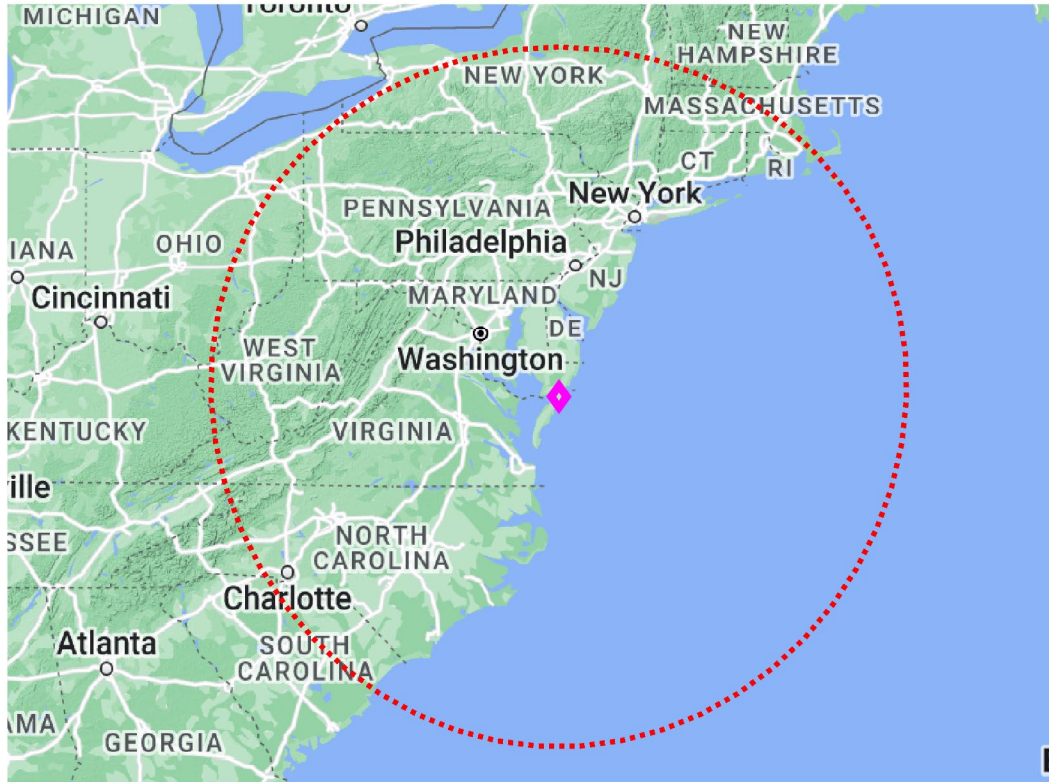 MICHIGAN
Toronto
NEW
HAMPSHIRE
NEW YORK
MASSACHUSETTS
CT
RI
New York
PENNSYLVANIA
OHIO
Philadelphia
NJ
MARYLAND
Cincinnati
DE
WEST
VIRGINIA
Washington
KENTUCKY
VIRGINIA
NORTH
CAROLINA
Charlotte
Atlanta
SOUTH
CAROLINA
GEORGIA
IANA
ville
SSEE
AMA